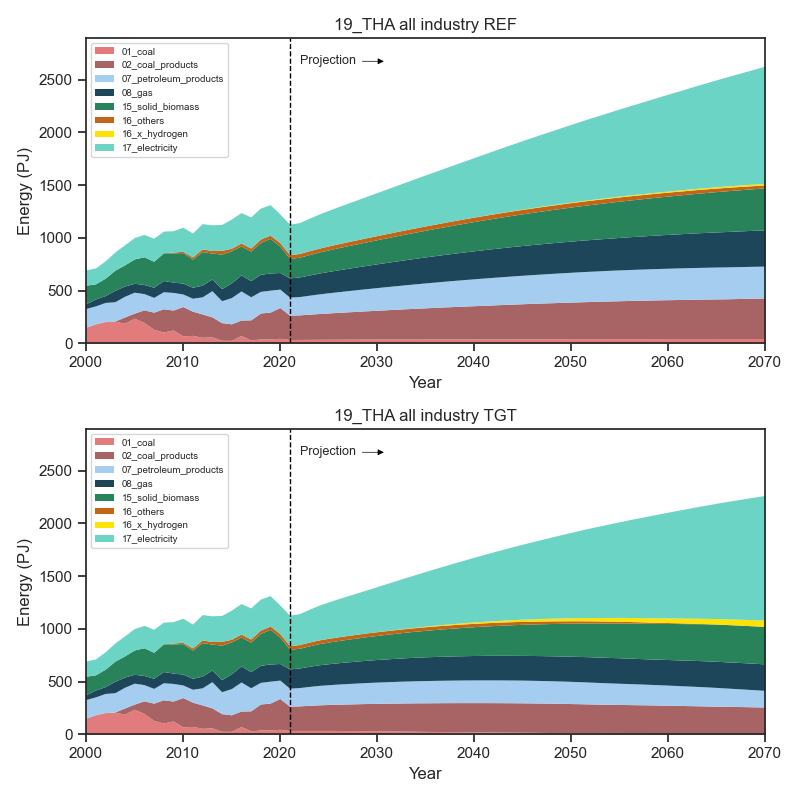 19_THA all industry REF
01_coal
02_coal_products
07_petroleum_products
08_gas
15_solid_biomass
16_others
16_x_hydrogen
17_electricity
Projection
2500
2000
1500
1000
500
0
Energy (PJ)
2000 2010 2020 2030 2040 2050 2060 2070
Year
19_THA all industry TGT
01_coal
02_coal_products
07_petroleum_products
08_gas
15_solid_biomass
16_others
16_x_hydrogen
17_electricity
Projection
2500
2000
1500
1000
500
0
Energy (PJ)
2000 2010 2020 2030 2040 2050 2060 2070
Year